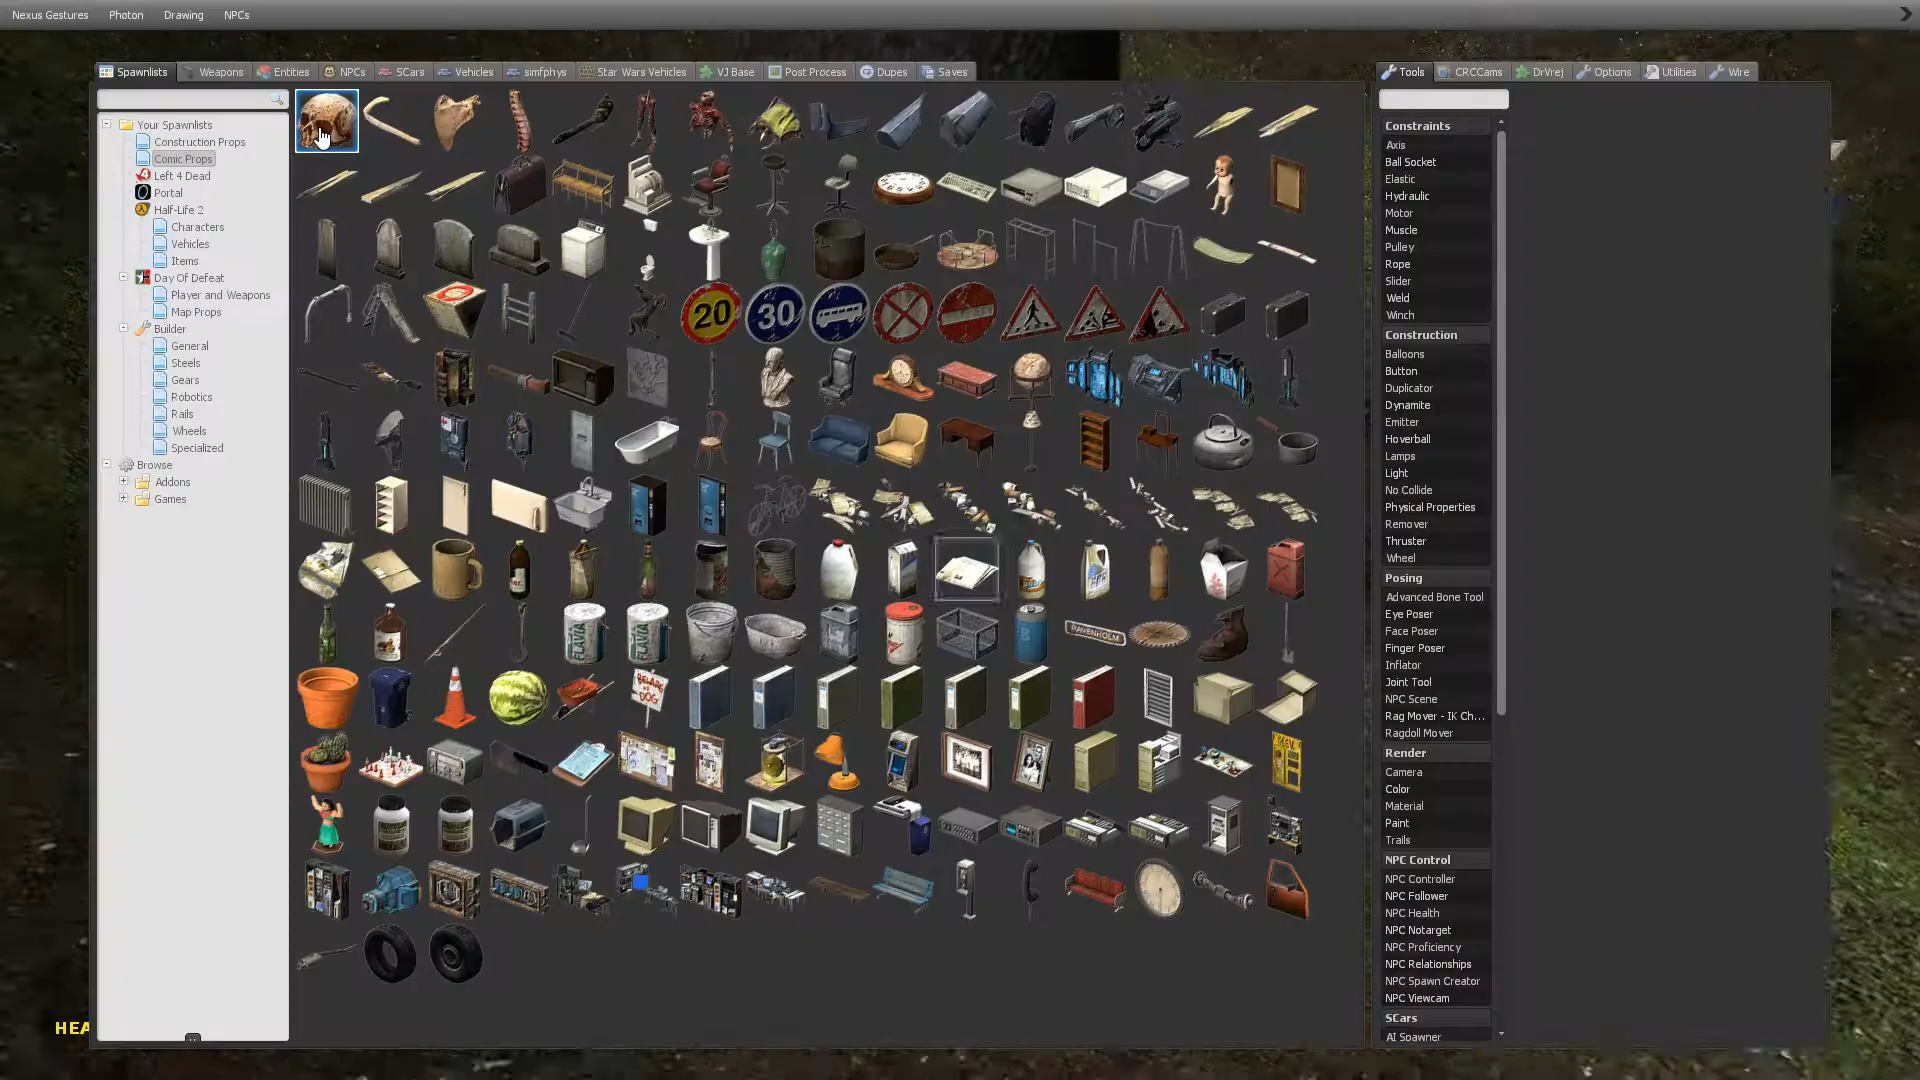 Nexus Gestures Photon Drawing NPCs
Spawnlists Weapons Entities NPCs SCars Vehicles simfphys Star Wars Vehicles VJ Base Post Process Dupes Saves
Tools CRCCams DrVrej Options Utilities Wire
Your Spawnlists
Construction Props
Comic Props
Left 4 Dead
Portal
Half-Life 2
Characters
Vehicles
Items
Day Of Defeat
Player and Weapons
Map Props
Builder
General
Steels
Gears
Robotics
Rails
Wheels
Specialized
Browse
Addons
Games
20
30
FLAVIA
FLAVIA
RAVENHOLM
BEWARE
OF
DOG
HEA
Constraints
Axis
Ball Socket
Elastic
Hydraulic
Motor
Muscle
Pulley
Rope
Slider
Weld
Winch
Construction
Balloons
Button
Duplicator
Dynamite
Emitter
Hoverball
Lamps
Light
No Collide
Physical Properties
Remover
Thruster
Wheel
Posing
Advanced Bone Tool
Eye Poser
Face Poser
Finger Poser
Inflator
Joint Tool
NPC Scene
Rag Mover - IK Ch...
Ragdoll Mover
Render
Camera
Color
Material
Paint
Trails
NPC Control
NPC Controller
NPC Follower
NPC Health
NPC Notarget
NPC Proficiency
NPC Relationships
NPC Spawn Creator
NPC Viewcam
SCars
AI Spawner